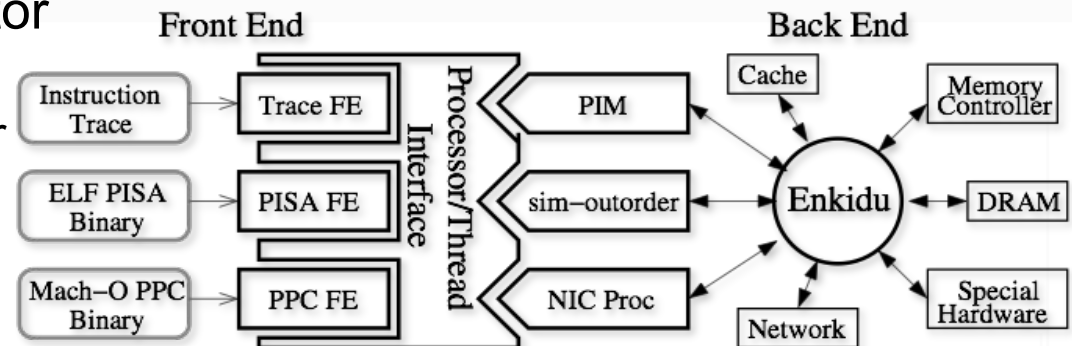 tor
r
Front End
Back End
Instruction
Trace
Trace FE
ELF PISA
Binary
PISA FE
Mach-O PPC
Binary
PPC FE
Processor/Thread
Interface
PIM
sim-outorder
NIC Proc
Enkidu
Cache
Memory
Controller
DRAM
Special
Hardware
Network